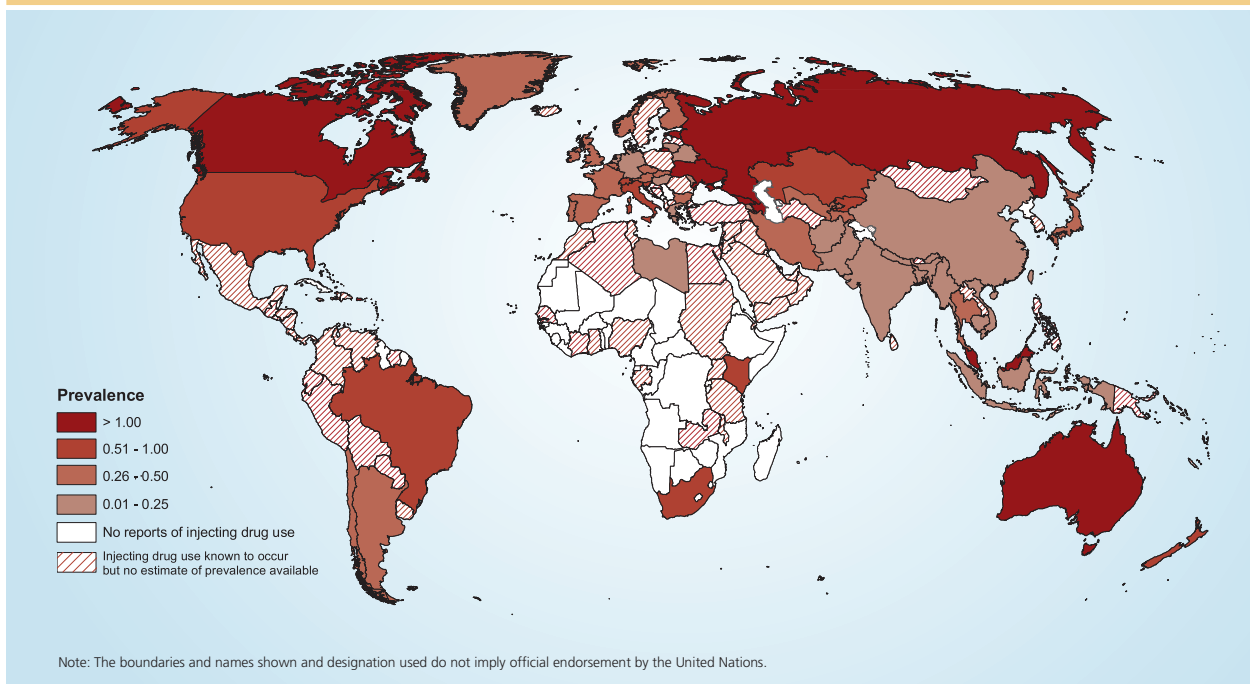 Prevalence
> 1.00
0.51 - 1.00
0.26 - 0.50
0.01 - 0.25
No reports of injecting drug use
Injecting drug use known to occur
but no estimate of prevalence available
Note: The boundaries and names shown and designation used do not imply official endorsement by the United Nations.